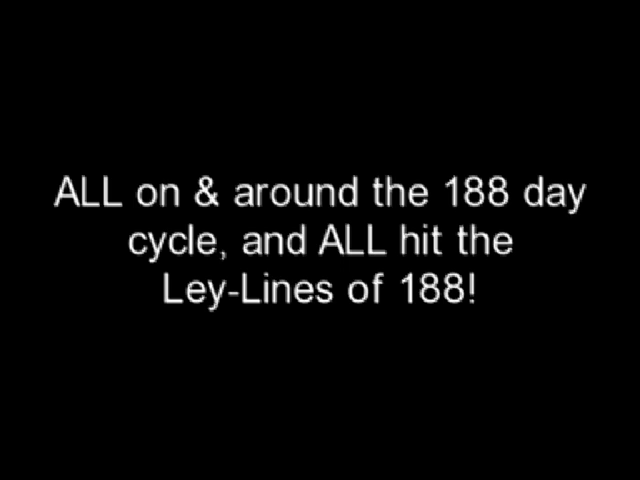 ALL on & around the 188 day
cycle, and ALL hit the
Ley-Lines of 188!